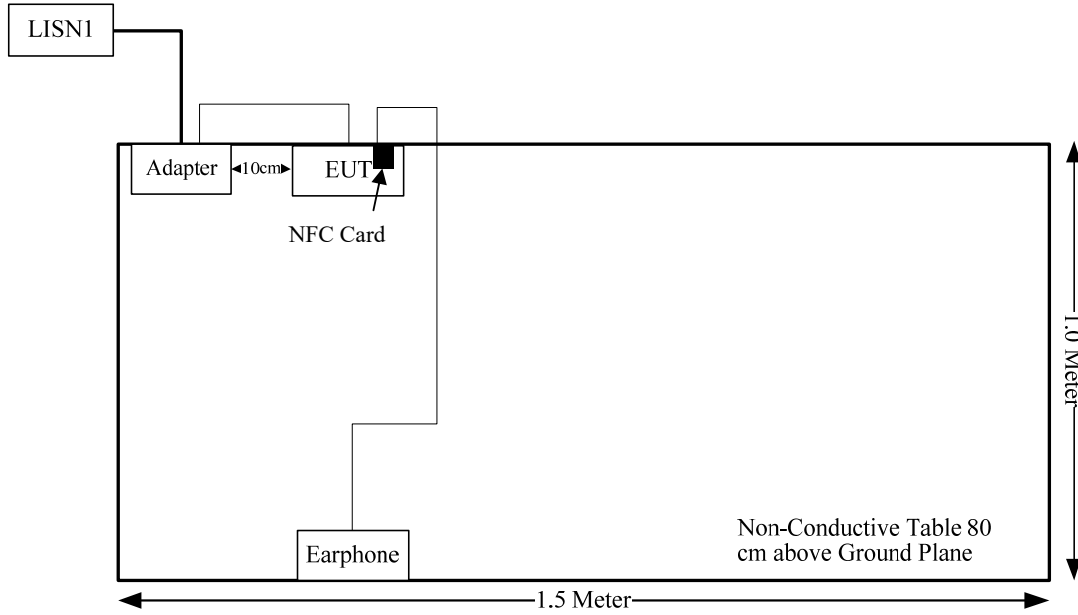 LISN1
Adapter
10cm
EUT
NFC Card
1.0 Meter
Earphone
Non-Conductive Table 80
cm above Ground Plane
1.5 Meter